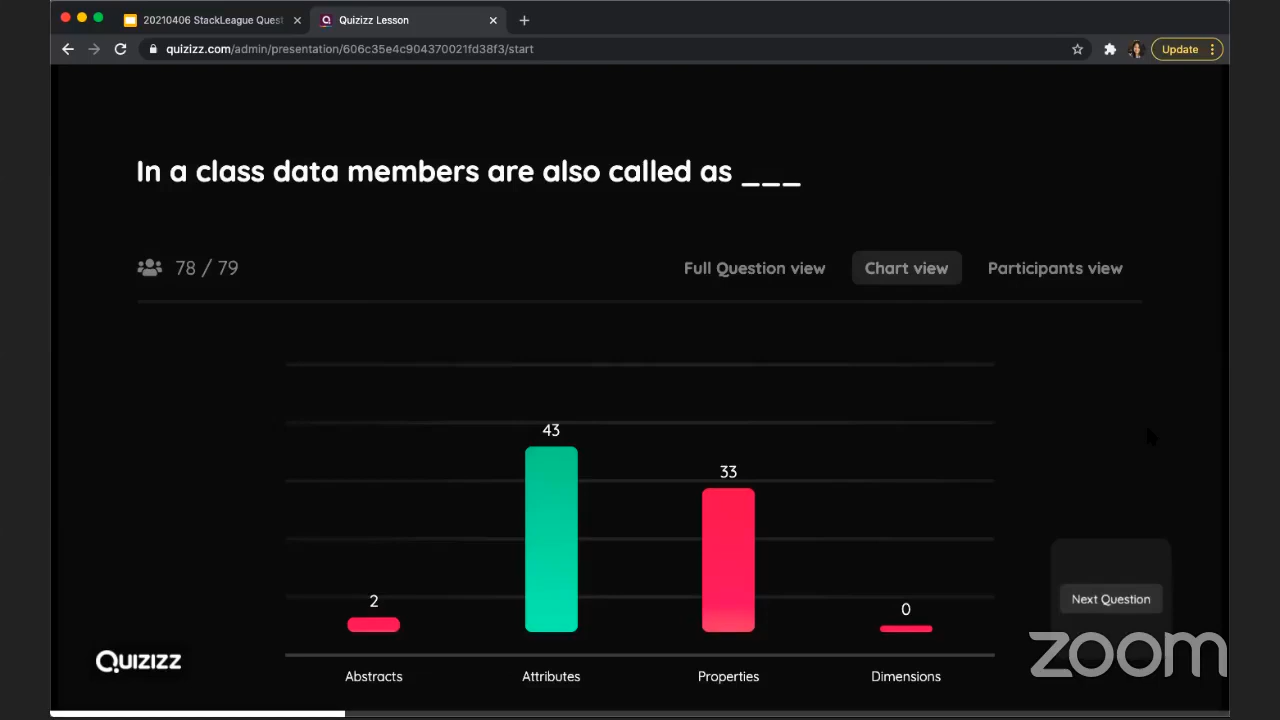 20210406 StackLeague Quest
Quizizz Lesson
quizizz.com/admin/presentation/606c35e4c904370021fd38f3/start
Update
In a class data members are also called as ___
78 / 79
Full Question view
Chart view
Participants view
43
33
2
0
Next Question
Quizizz
zoom
Abstracts
Attributes
Properties
Dimensions